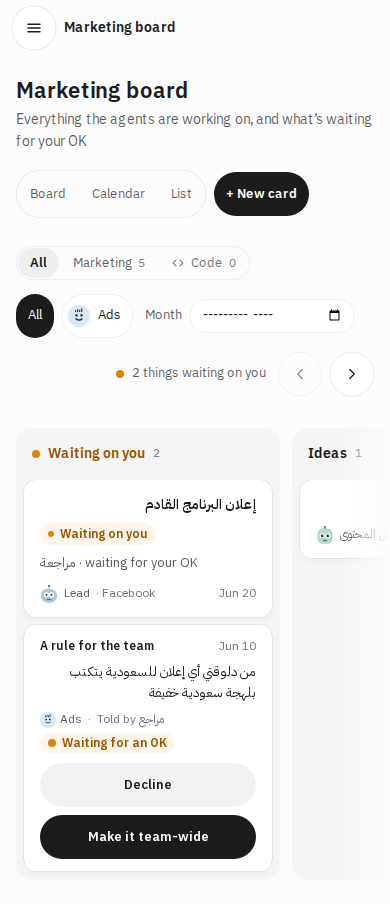 Marketing board
Marketing board
Everything the agents are working on, and what's waiting
for your OK
Board Calendar List + New card
All Marketing 5 Code 0
All Ads Month --------- ----
2 things waiting on you
Waiting on you 2
إعلان البرنامج القادم
Waiting on you
مراجعة · waiting for your OK
Lead · Facebook Jun 20
A rule for the team Jun 10
من دلوقتي أي إعلان للسعودية يتكتب
بلهجة سعودية خفيفة
Ads · Told by مراجع
Waiting for an OK
Decline
Make it team-wide
Ideas 1
المحتوى